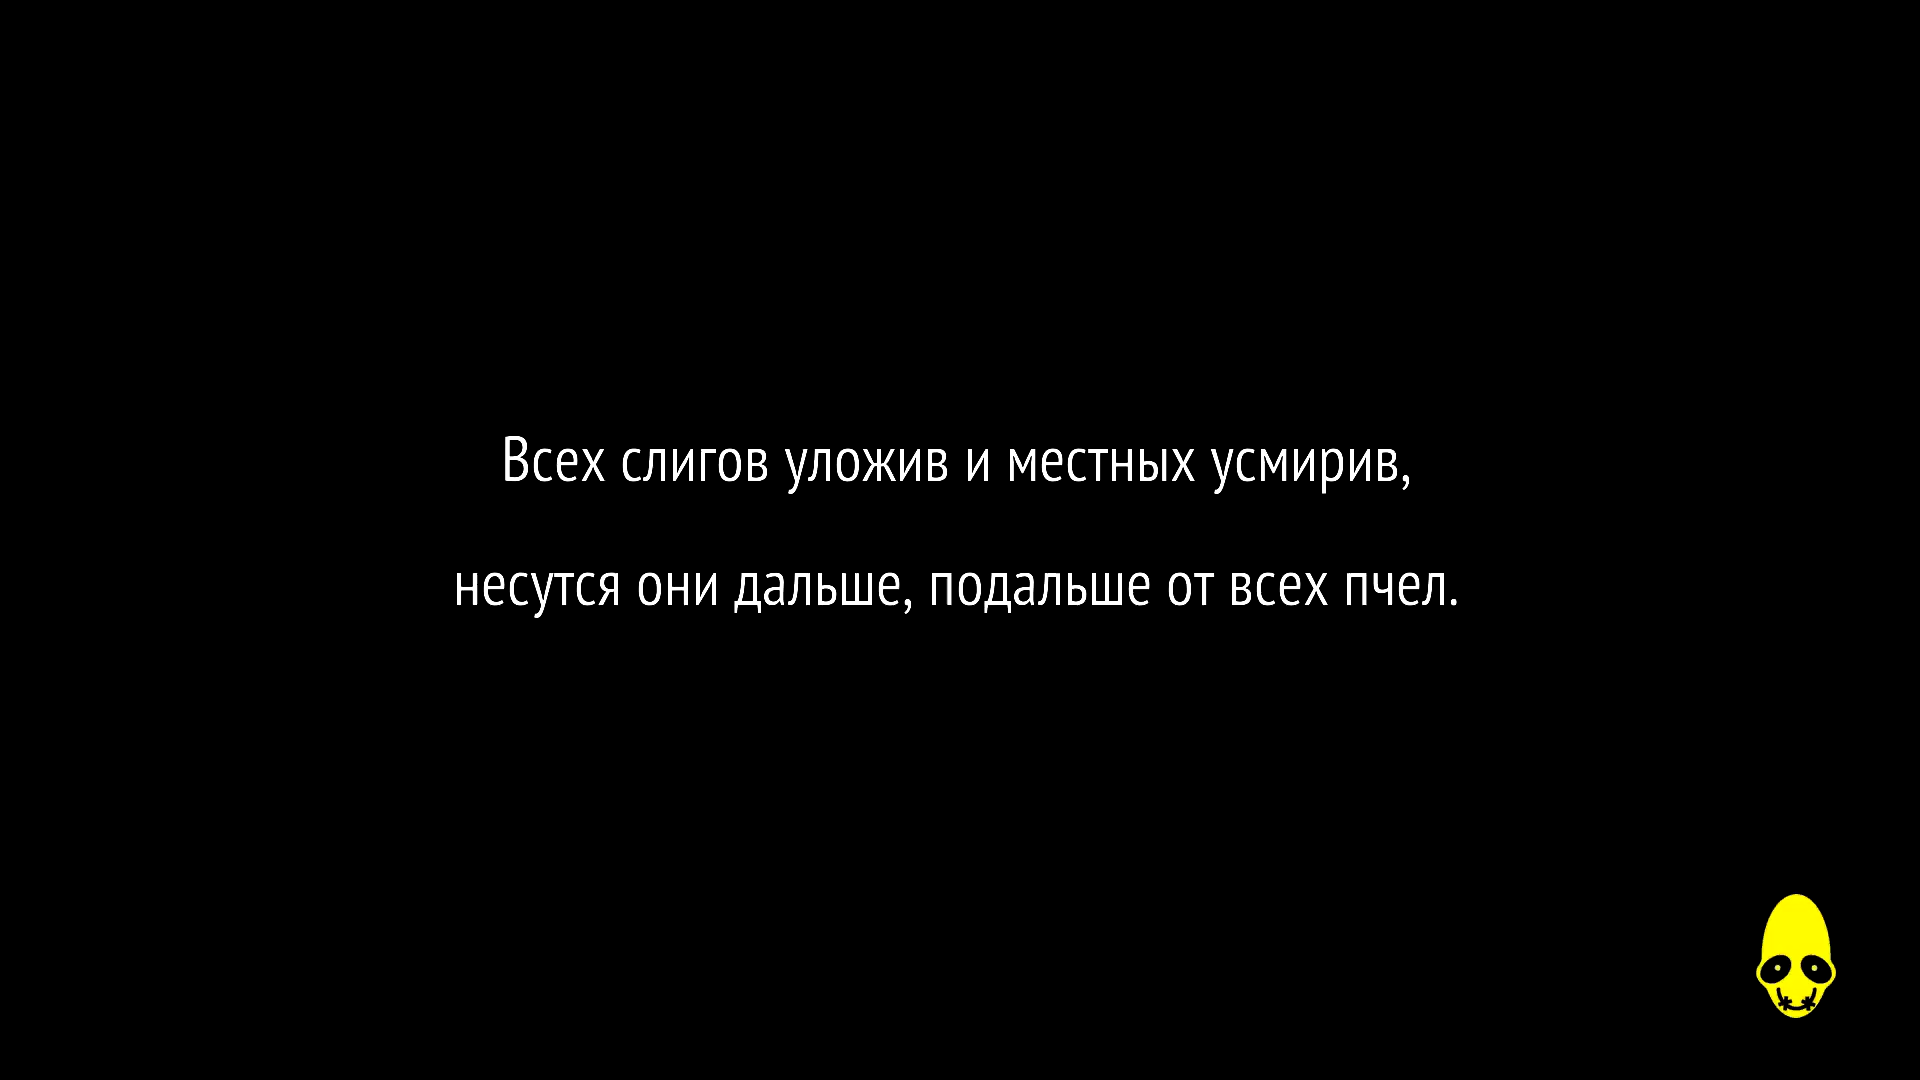 Всех слигов уложив и местных усмирив,
несутся они дальше, подальше от всех пчел.